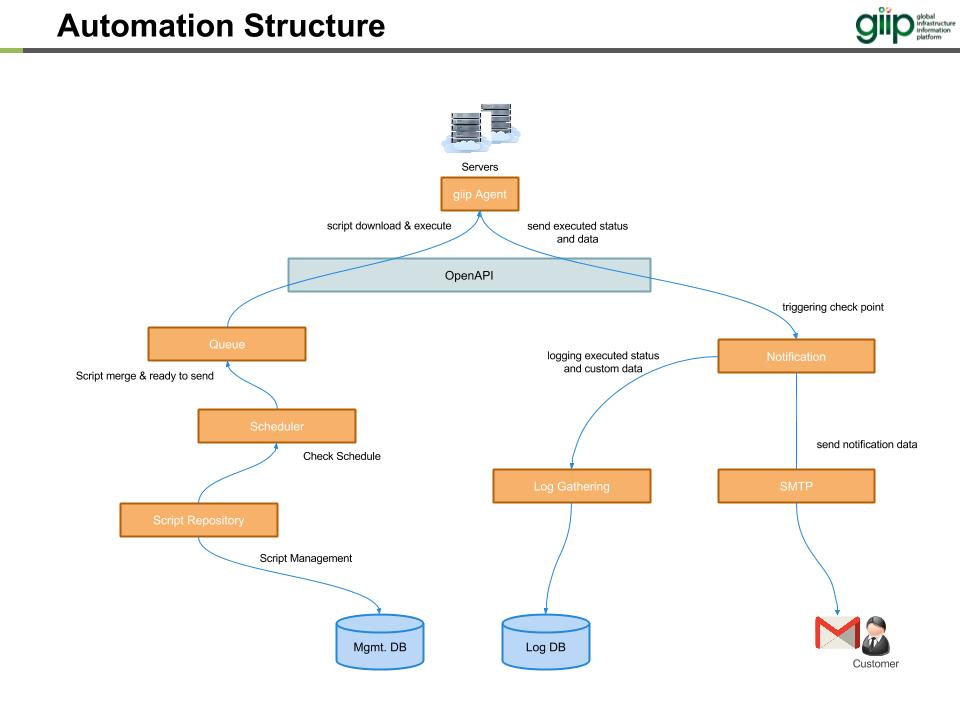 Automation Structure
giip
global
infrastructure
information
platform
Servers
giip Agent
script download & execute
send executed status
and data
OpenAPI
triggering check point
Queue
Notification
logging executed status
and custom data
Script merge & ready to send
Scheduler
send notification data
Check Schedule
Log Gathering
SMTP
Script Repository
Script Management
Mgmt. DB
Log DB
Customer